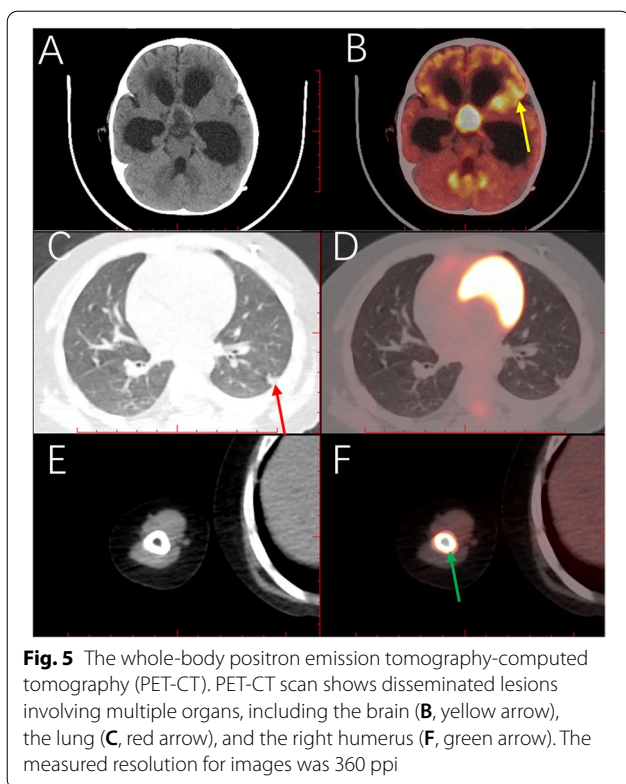 A B
C D
E F
Fig. 5 The whole-body positron emission tomography-computed
tomography (PET-CT). PET-CT scan shows disseminated lesions
involving multiple organs, including the brain (B, yellow arrow),
the lung (C, red arrow), and the right humerus (F, green arrow). The
measured resolution for images was 360 ppi